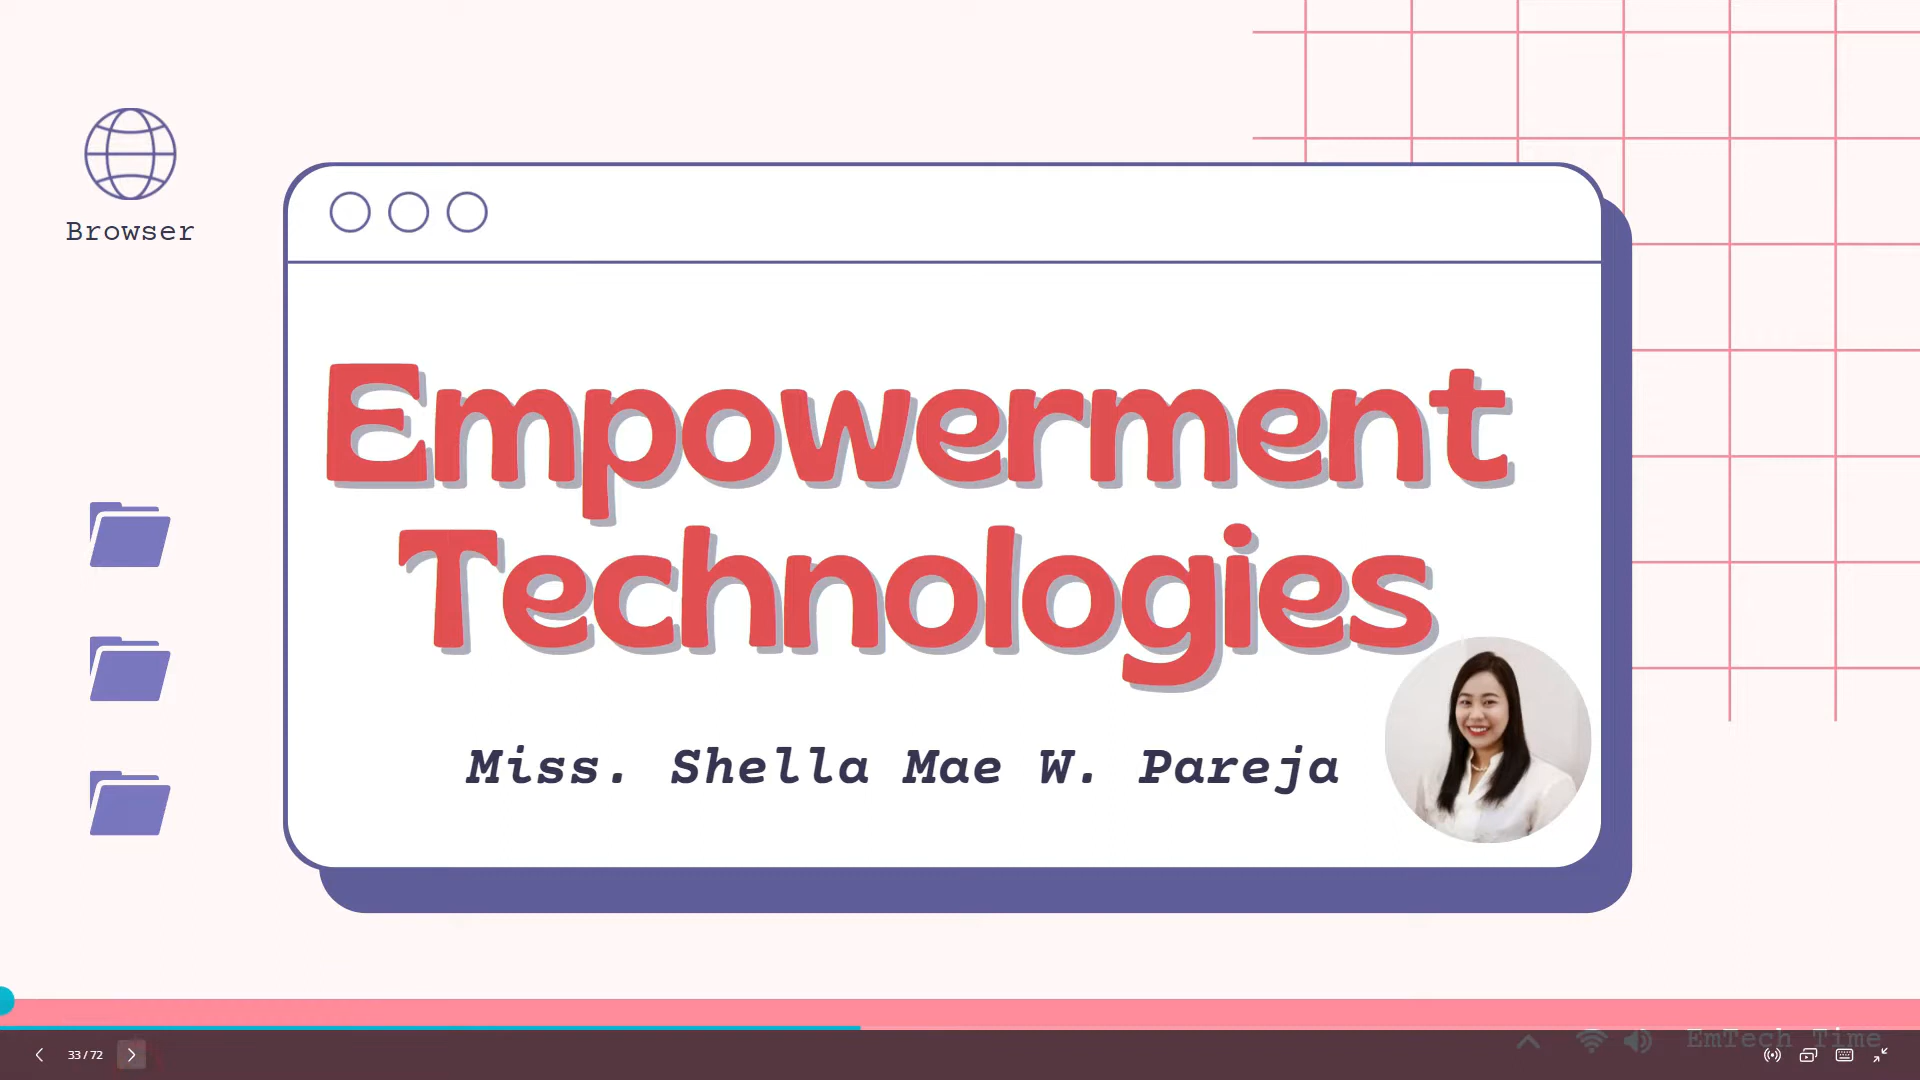 Browser
Empowerment
Technologies
Miss. Shella Mae W. Pareja
EmTech Time
33 / 72